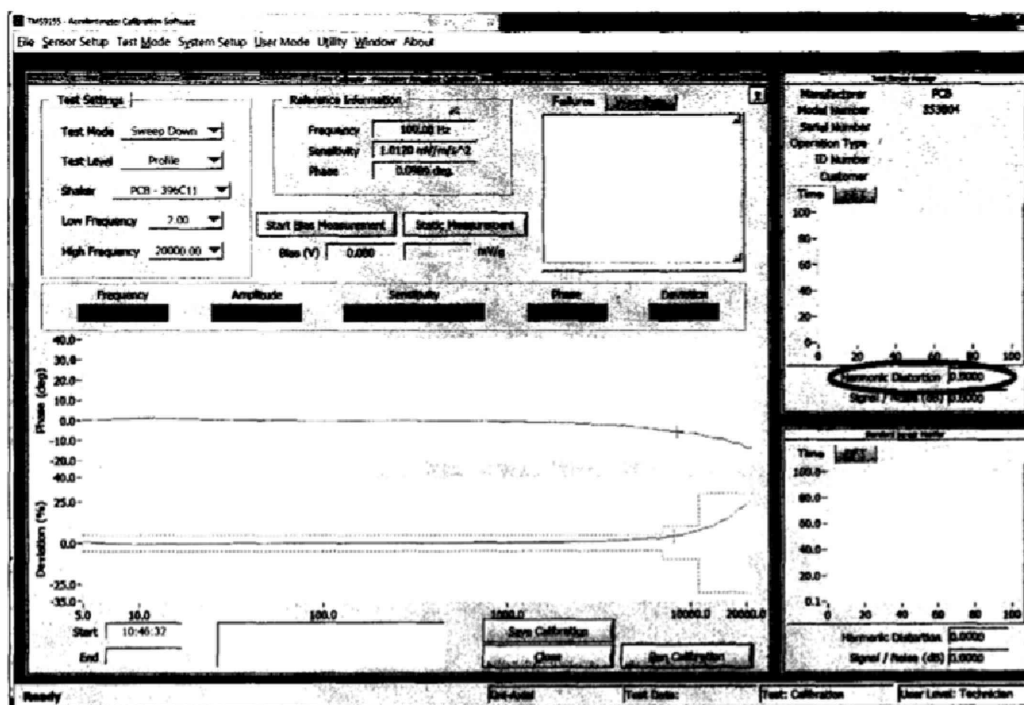 TMS9155 - Accelerometer Calibration Software
File Sensor Setup Test Mode System Setup User Mode Utility Window About
Test Settings
Test Mode Sweep Down
Test Level Profile
Shaker PCB - 396C11
Low Frequency 2.00
High Frequency 20000.00
Reference Information
Frequency 100.00 Hz
Sensitivity 1.0120 mV/m/s^2
Phase
Start Bias Measurement Static Measurement
Bias (V) 0.000 mV/g
Failures
Frequency Amplitude Sensitivity Phase Deviation
Phase (deg)
40.0
30.0
20.0
10.0
0.0
-10.0
-20.0
-40.0
Deviation (%)
25.0
0.0
-25.0
-35.0
5.0 10.0 100.0 1000.0 10000.0 20000.0
Start 10:46:32
End
Save Calibration
Close Run Calibration
Manufacturer PCB
Model Number 353B04
Serial Number
Operation Type
ID Number
Customer
Time
100
80
60
40
20
0
0 20 40 60 80 100
Harmonic Distortion 0.0000
Signal / Noise (dB) 0.0000
Time
100.0
80.0
60.0
40.0
20.0
0.1
0 20 40 60 80 100
Harmonic Distortion 0.0000
Signal / Noise (dB) 0.0000
Ready Test Date: Test: Calibration User Level: Technician